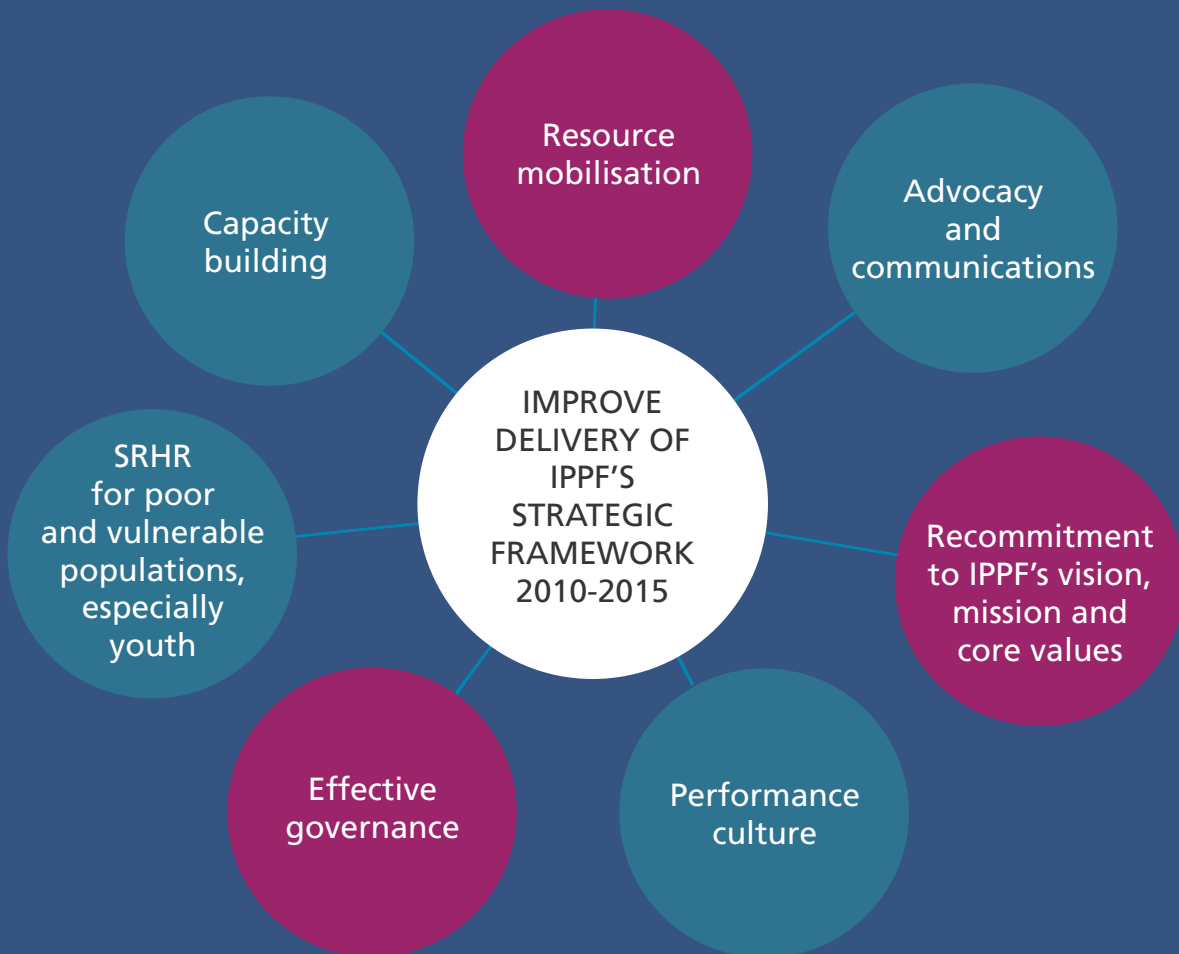 Resource
mobilisation
Advocacy
and
communications
Capacity
building
IMPROVE
DELIVERY OF
IPPF’S
STRATEGIC
FRAMEWORK
2010-2015
SRHR
for poor
and vulnerable
populations,
especially
youth
Recommitment
to IPPF’s vision,
mission and
core values
Effective
governance
Performance
culture